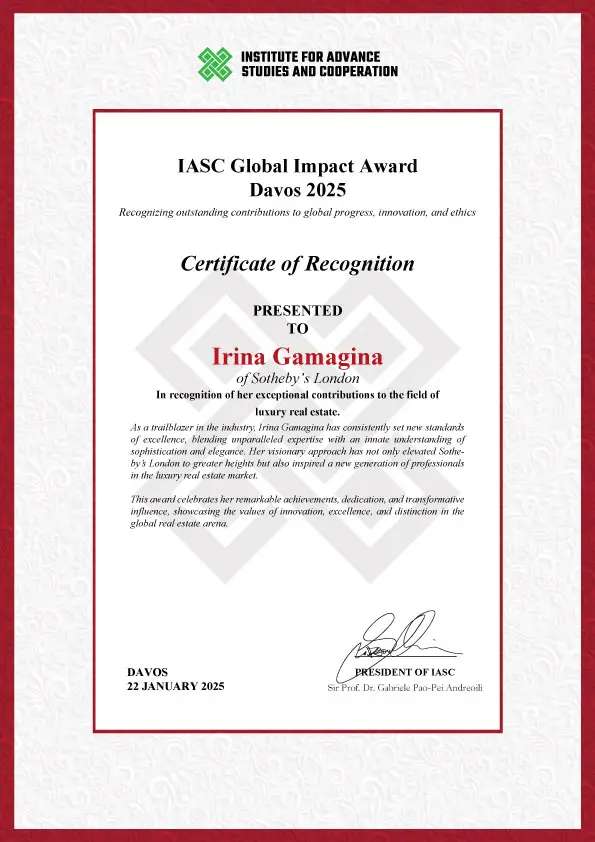 INSTITUTE FOR ADVANCE
STUDIES AND COOPERATION
IASC Global Impact Award
Davos 2025
Recognizing outstanding contributions to global progress, innovation, and ethics
Certificate of Recognition
PRESENTED
TO
Irina Gamagina
of Sotheby's London
In recognition of her exceptional contributions to the field of
luxury real estate.
As a trailblazer in the industry, Irina Gamagina has consistently set new standards
of excellence, blending unparalleled expertise with an innate understanding of
sophistication and elegance. Her visionary approach has not only elevated Sothe-
by's London to greater heights but also inspired a new generation of professionals
in the luxury real estate market.
This award celebrates her remarkable achievements, dedication, and transformative
influence, showcasing the values of innovation, excellence, and distinction in the
global real estate arena.
DAVOS
22 JANUARY 2025
PRESIDENT OF IASC
Sir Prof. Dr. Gabriele Pao-Pei Andreoili